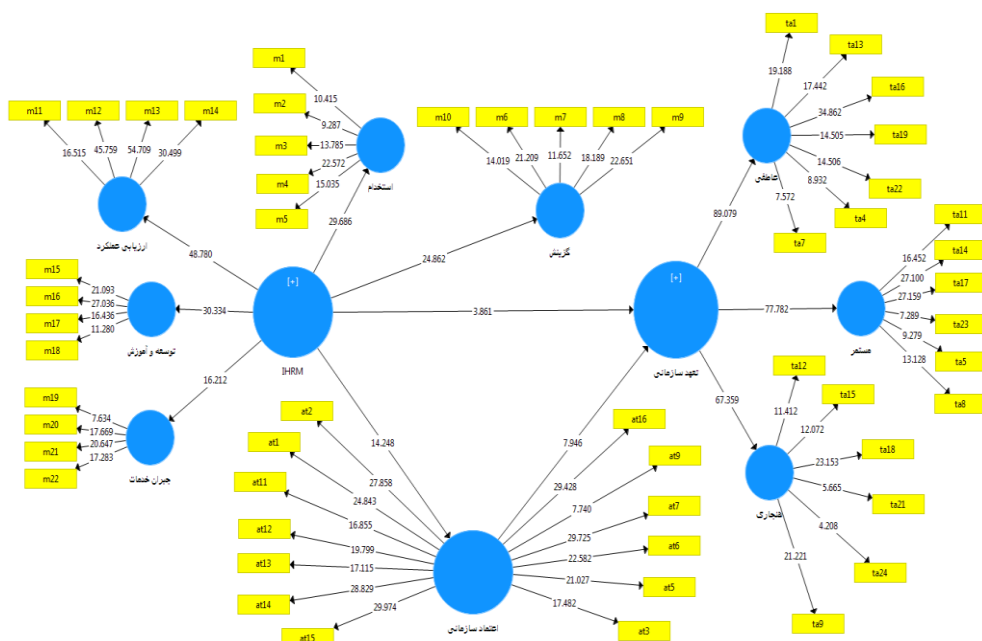 ta1
ta13
ta16
ta19
ta22
ta4
ta7
19.188
17.442
34.862
14.505
14.506
8.932
7.572
عاطفی
m1
m2
m3
m4
m5
10.415
9.287
13.785
22.572
15.035
استخدام
m10
m6
m7
m8
m9
14.019
21.209
11.652
18.189
22.651
گزینش
m11
m12
m13
m14
16.515
45.759
54.709
30.499
ارزیابی عملکرد
48.780
29.686
24.862
89.079
m15
m16
m17
m18
21.093
27.036
16.436
11.280
توسعه و آموزش
30.334
[+]
IHRM
3.861
[+]
تعهد سازمانی
77.782
ta11
ta14
ta17
ta23
ta5
ta8
16.452
27.100
27.159
7.289
9.279
13.128
مستمر
16.212
14.248
7.946
67.359
m19
m20
m21
m22
7.634
17.669
20.647
17.283
جبران خدمات
ta12
ta15
ta18
ta21
ta24
ta9
11.412
12.072
23.153
5.665
4.208
21.221
هنجاری
at2
at1
at11
at12
at13
at14
at15
27.858
24.843
16.855
19.799
17.115
28.829
29.974
at16
at9
at7
at6
at5
at3
29.428
7.740
29.725
22.582
21.027
17.482
اعتماد سازمانی